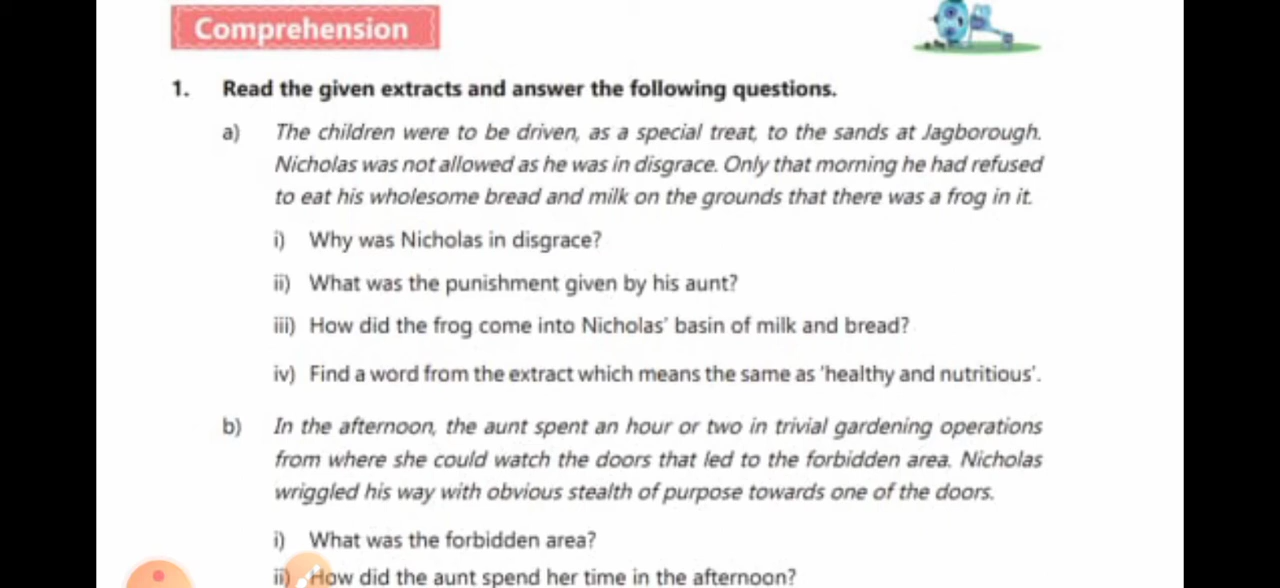 Comprehension
1. Read the given extracts and answer the following questions.
a) The children were to be driven, as a special treat, to the sands at Jagborough.
Nicholas was not allowed as he was in disgrace. Only that morning he had refused
to eat his wholesome bread and milk on the grounds that there was a frog in it.
i) Why was Nicholas in disgrace?
ii) What was the punishment given by his aunt?
iii) How did the frog come into Nicholas' basin of milk and bread?
iv) Find a word from the extract which means the same as 'healthy and nutritious'.
b) In the afternoon, the aunt spent an hour or two in trivial gardening operations
from where she could watch the doors that led to the forbidden area. Nicholas
wriggled his way with obvious stealth of purpose towards one of the doors.
i) What was the forbidden area?
ii) How did the aunt spend her time in the afternoon?